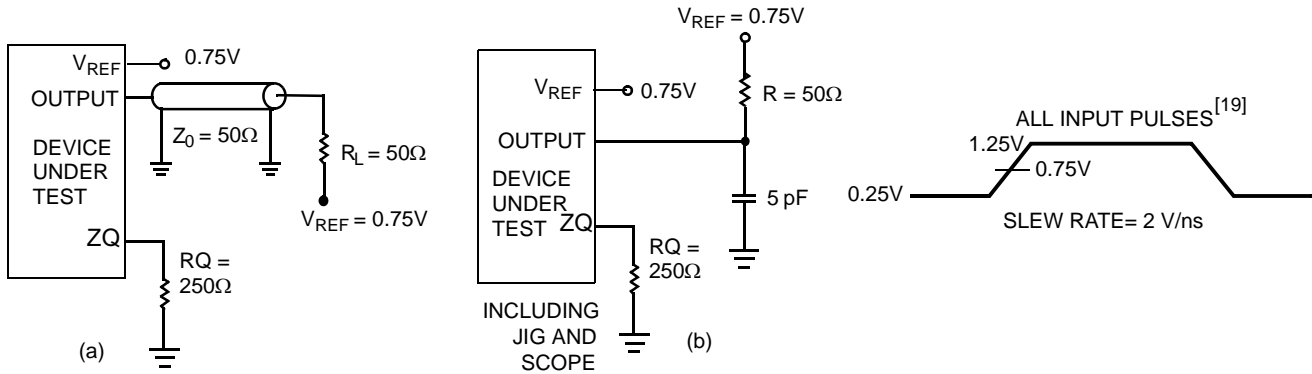 V_REF 0.75V
OUTPUT
Z_0 = 50Ω
DEVICE
UNDER
TEST
R_L = 50Ω
V_REF = 0.75V
ZQ
RQ =
250Ω
(a)
V_REF = 0.75V
R = 50Ω
V_REF 0.75V
OUTPUT
DEVICE
UNDER
TEST ZQ
5 pF
RQ =
250Ω
INCLUDING
JIG AND
SCOPE
(b)
ALL INPUT PULSES[19]
1.25V
0.75V
0.25V
SLEW RATE= 2 V/ns